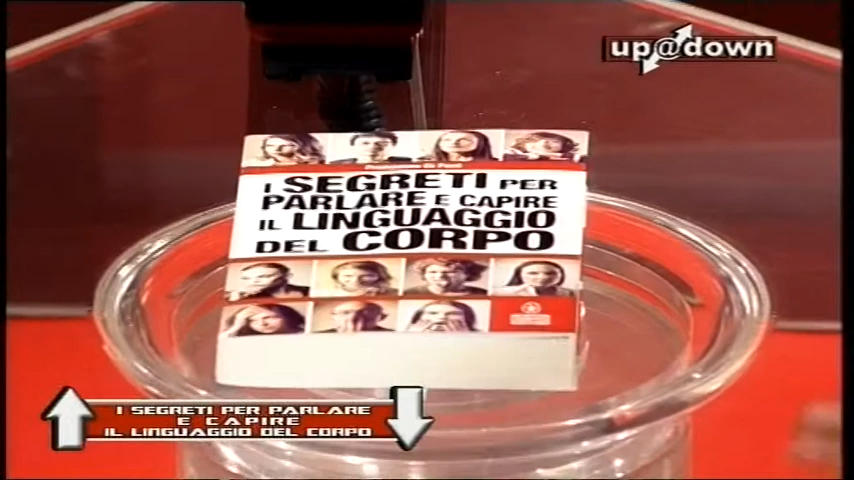 up@down
I SEGRETI PER
PARLARE E CAPIRE
IL LINGUAGGIO
DEL CORPO
I SEGRETI PER PARLARE
E CAPIRE
IL LINGUAGGIO DEL CORPO